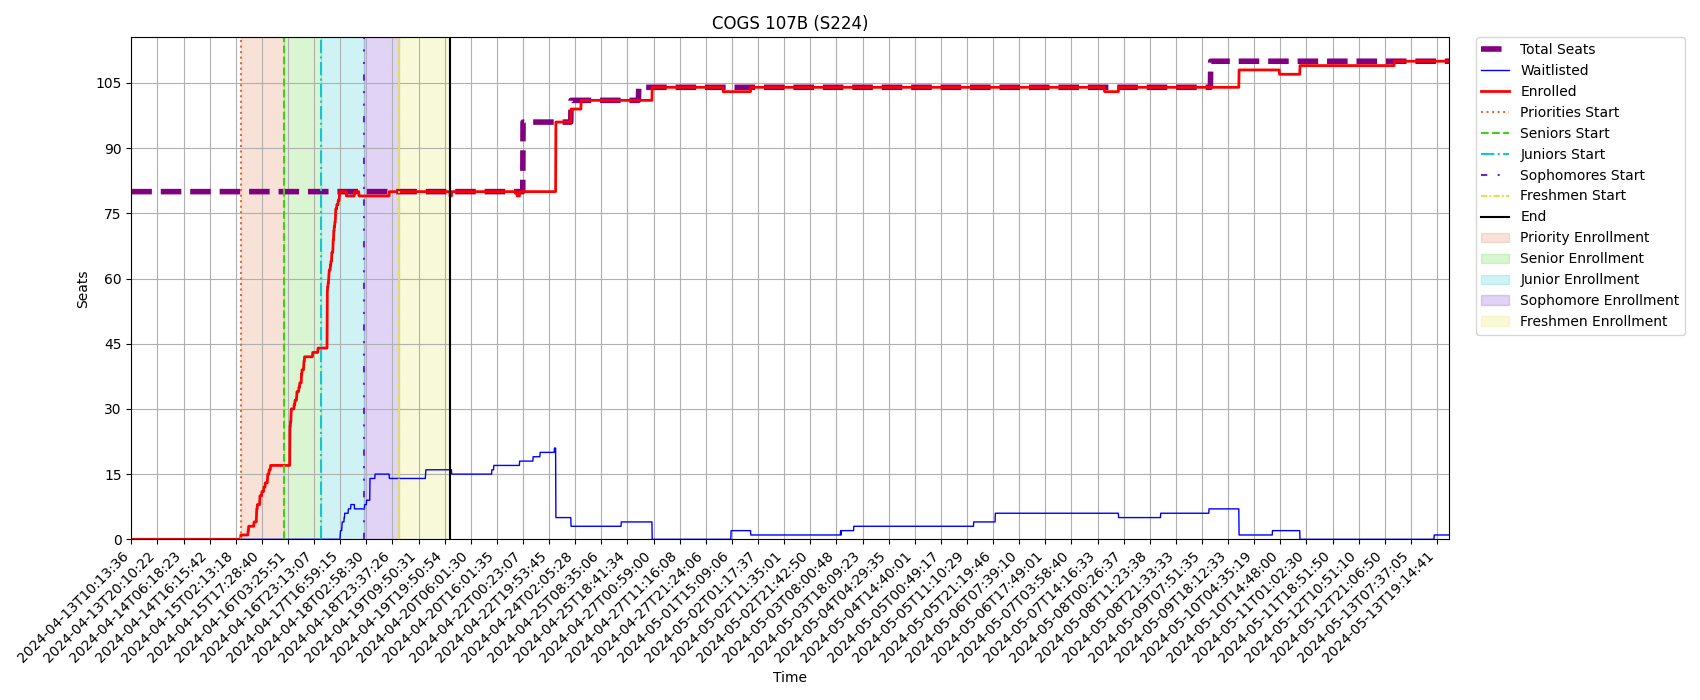 COGS 107B (S224)
Total Seats
Waitlisted
Enrolled
Priorities Start
Seniors Start
Juniors Start
Sophomores Start
Freshmen Start
End
Priority Enrollment
Senior Enrollment
Junior Enrollment
Sophomore Enrollment
Freshmen Enrollment
Seats
105
90
75
60
45
30
15
0
2024-04-13T10:13:36
2024-04-13T20:10:22
2024-04-14T06:18:23
2024-04-14T16:15:42
2024-04-15T02:13:18
2024-04-15T17:28:40
2024-04-16T03:25:51
2024-04-16T23:13:07
2024-04-17T16:59:15
2024-04-18T02:58:30
2024-04-18T23:37:26
2024-04-19T09:50:31
2024-04-19T19:50:54
2024-04-20T06:01:30
2024-04-20T16:01:35
2024-04-22T00:23:07
2024-04-22T19:53:45
2024-04-24T02:05:28
2024-04-25T08:35:06
2024-04-25T18:41:34
2024-04-27T00:59:00
2024-04-27T11:16:08
2024-04-27T21:24:06
2024-05-01T15:09:06
2024-05-02T01:17:37
2024-05-02T11:35:01
2024-05-02T21:42:50
2024-05-03T08:00:48
2024-05-03T18:09:23
2024-05-04T04:29:35
2024-05-04T14:40:01
2024-05-05T00:49:17
2024-05-05T11:10:29
2024-05-05T21:19:46
2024-05-06T07:39:16
2024-05-06T17:49:01
2024-05-07T03:58:40
2024-05-07T14:16:33
2024-05-08T00:26:37
2024-05-08T11:23:38
2024-05-08T21:33:33
2024-05-09T07:51:35
2024-05-09T18:12:33
2024-05-10T04:35:19
2024-05-10T14:48:00
2024-05-11T01:02:30
2024-05-11T18:51:50
2024-05-12T10:51:10
2024-05-12T21:06:50
2024-05-13T07:37:05
2024-05-13T19:14:41
Time